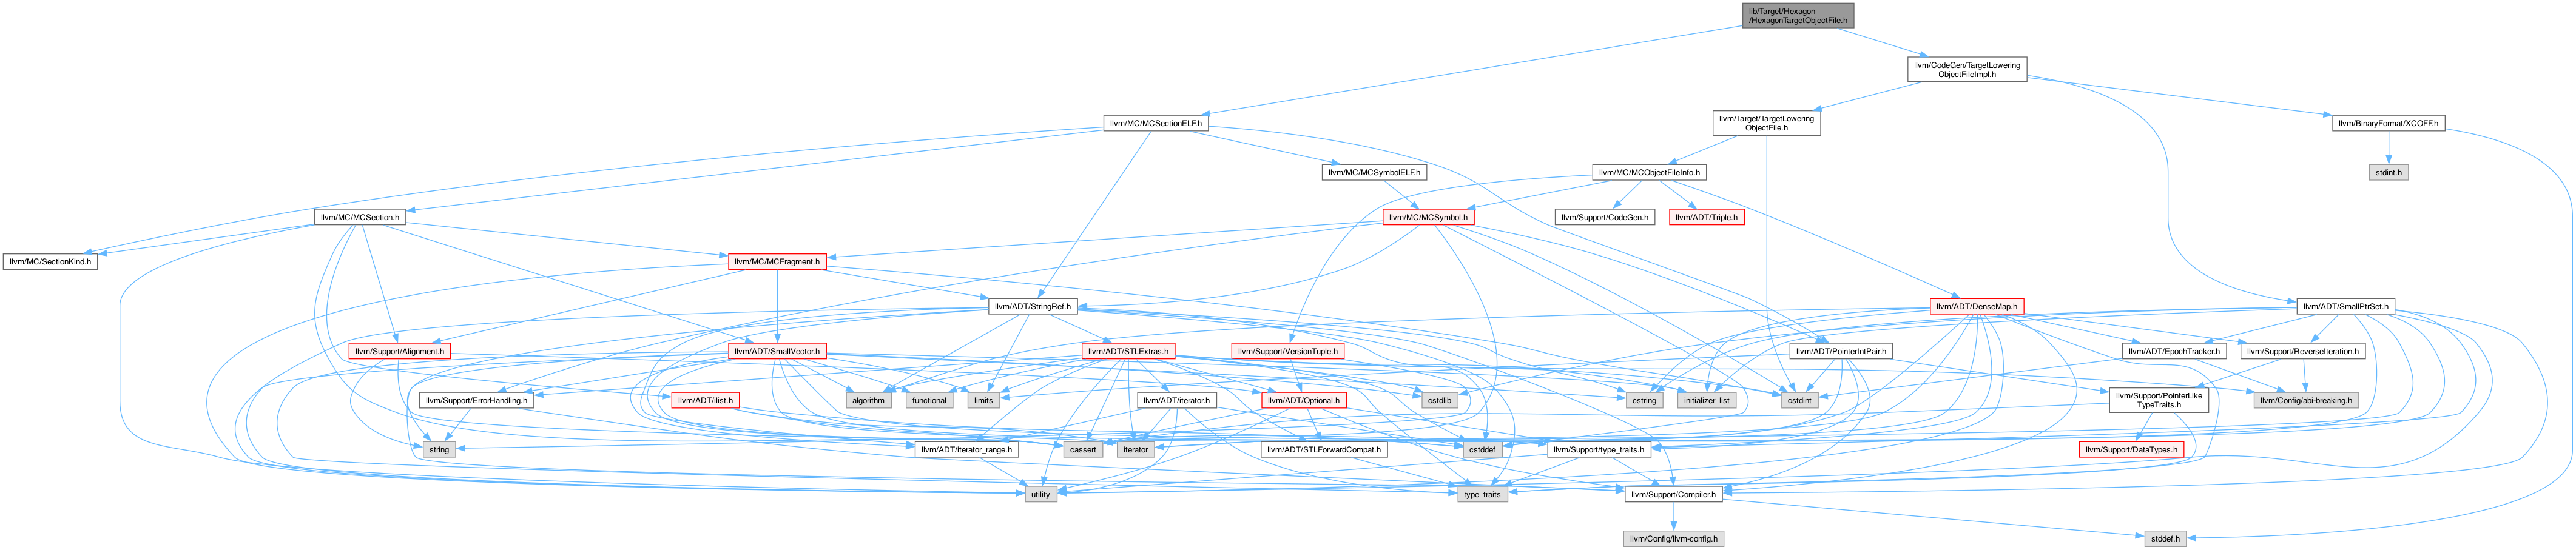 lib/Target/Hexagon
/HexagonTargetObjectFile.h
llvm/CodeGen/TargetLowering
ObjectFileImpl.h
llvm/MC/MCSectionELF.h
llvm/Target/TargetLowering
ObjectFile.h
llvm/BinaryFormat/XCOFF.h
llvm/MC/MCSymbolELF.h
llvm/MC/MCObjectFileInfo.h
stdint.h
llvm/MC/MCSection.h
llvm/MC/MCSymbol.h
llvm/Support/CodeGen.h
llvm/ADT/Triple.h
llvm/MC/SectionKind.h
llvm/MC/MCFragment.h
llvm/ADT/StringRef.h
llvm/ADT/DenseMap.h
llvm/ADT/SmallPtrSet.h
llvm/Support/Alignment.h
llvm/ADT/SmallVector.h
llvm/ADT/STLExtras.h
llvm/Support/VersionTuple.h
llvm/ADT/PointerIntPair.h
llvm/ADT/EpochTracker.h
llvm/Support/ReverseIteration.h
llvm/Support/ErrorHandling.h
llvm/ADT/ilist.h
algorithm
functional
limits
llvm/ADT/iterator.h
llvm/ADT/Optional.h
cstdlib
cstring
initializer_list
cstdint
llvm/Support/PointerLike
TypeTraits.h
llvm/Config/abi-breaking.h
string
llvm/ADT/iterator_range.h
cassert
iterator
llvm/ADT/STLForwardCompat.h
cstddef
llvm/Support/type_traits.h
llvm/Support/DataTypes.h
utility
type_traits
llvm/Support/Compiler.h
llvm/Config/llvm-config.h
stddef.h